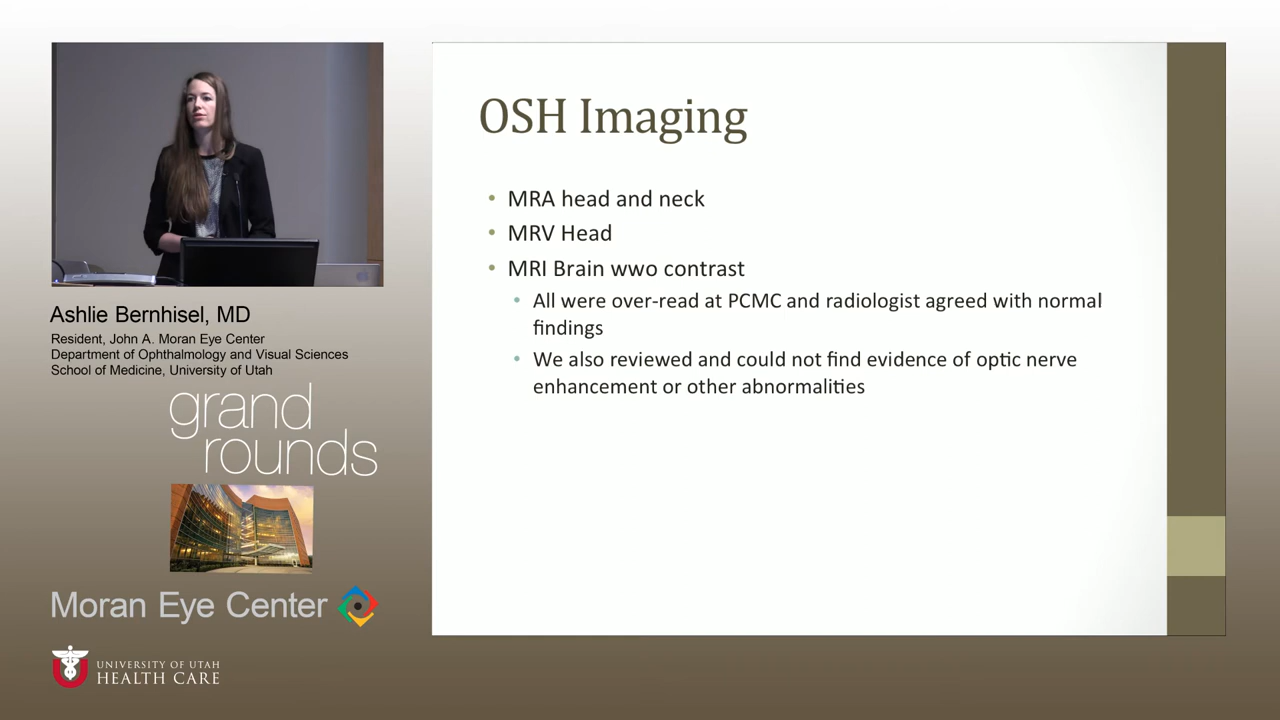 OSH Imaging
• MRA head and neck
• MRV Head
• MRI Brain wwo contrast
• All were over-read at PCMC and radiologist agreed with normal
findings
• We also reviewed and could not find evidence of optic nerve
enhancement or other abnormalities
Ashlie Bernhisel, MD
Resident, John A. Moran Eye Center
Department of Ophthalmology and Visual Sciences
School of Medicine, University of Utah
grand
rounds
Moran Eye Center
UNIVERSITY OF UTAH
HEALTH CARE